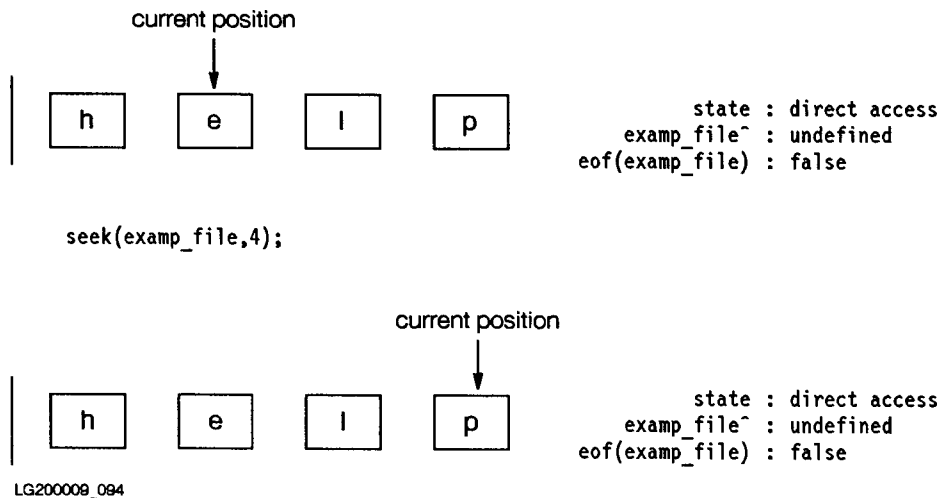 current position
h e l p
state : direct access
examp_file^ : undefined
eof(examp_file) : false
seek(examp_file,4);
current position
h e l p
state : direct access
examp_file^ : undefined
eof(examp_file) : false
LG200009_094